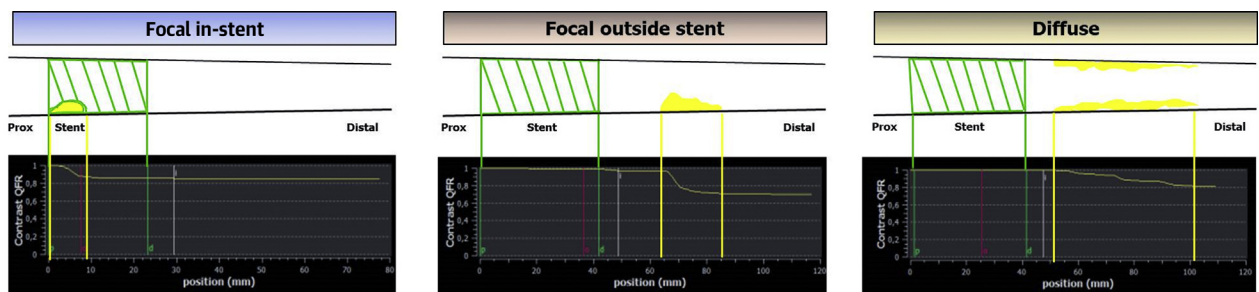 Focal in-stent
Prox Stent Distal
Contrast QFR
1
0,8
0,6
0,4
0,2
0
p
d
i
0 10 20 30 40 50 60 70 80
position (mm)
Focal outside stent
Prox Stent Distal
Contrast QFR
1
0,8
0,6
0,4
0,2
0
p
d
i
0 20 40 60 80 100 120
position (mm)
Diffuse
Prox Stent Distal
Contrast QFR
1
0,8
0,6
0,4
0,2
0
p
d
i
0 20 40 60 80 100 120
position (mm)